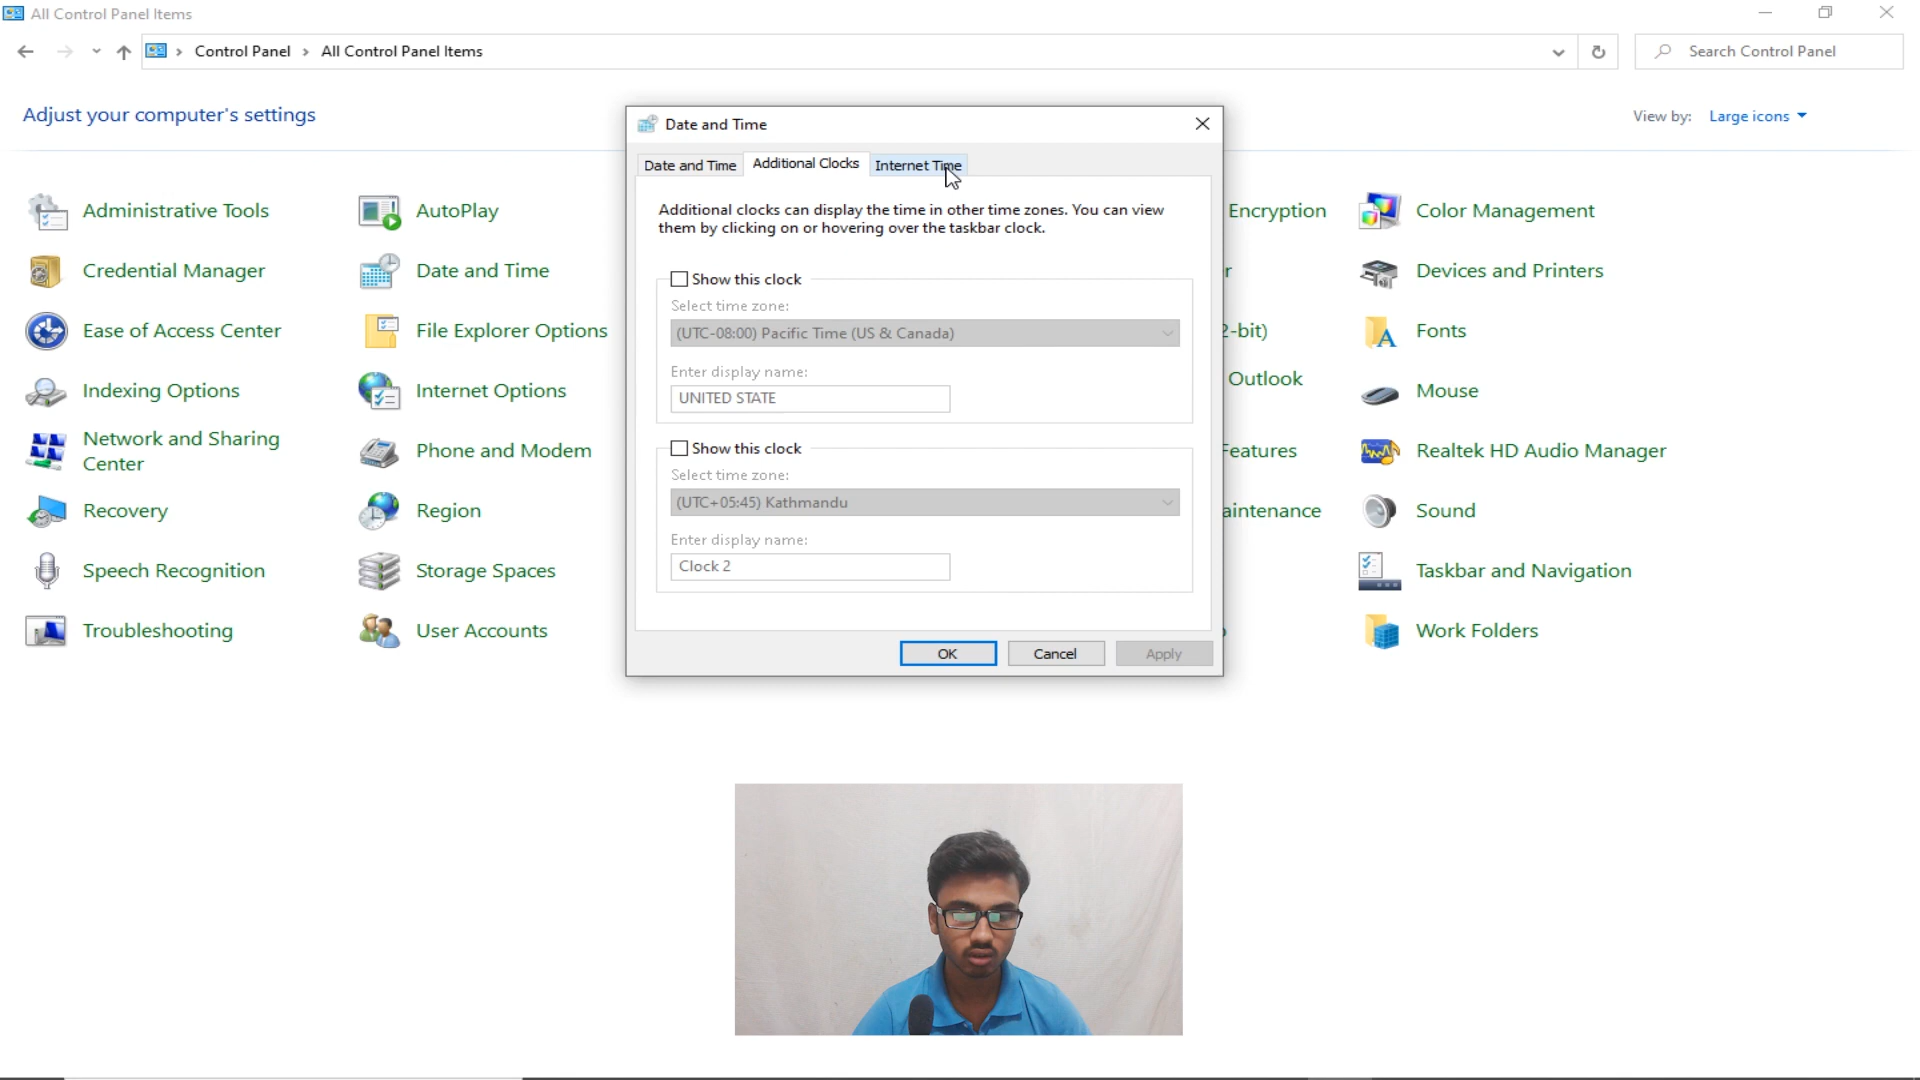 All Control Panel Items
Control Panel > All Control Panel Items
Search Control Panel
Adjust your computer's settings
View by: Large icons
Administrative Tools
AutoPlay
Encryption
Color Management
Credential Manager
Date and Time
r
Devices and Printers
Ease of Access Center
File Explorer Options
2-bit)
Fonts
Indexing Options
Internet Options
Outlook
Mouse
Network and Sharing
Center
Phone and Modem
Features
Realtek HD Audio Manager
Recovery
Region
aintenance
Sound
Speech Recognition
Storage Spaces
Taskbar and Navigation
Troubleshooting
User Accounts
Work Folders
Date and Time
Date and Time
Additional Clocks
Internet Time
Additional clocks can display the time in other time zones. You can view
them by clicking on or hovering over the taskbar clock.
Show this clock
Select time zone:
(UTC-08:00) Pacific Time (US & Canada)
Enter display name:
UNITED STATE
Show this clock
Select time zone:
(UTC+05:45) Kathmandu
Enter display name:
Clock 2
OK
Cancel
Apply